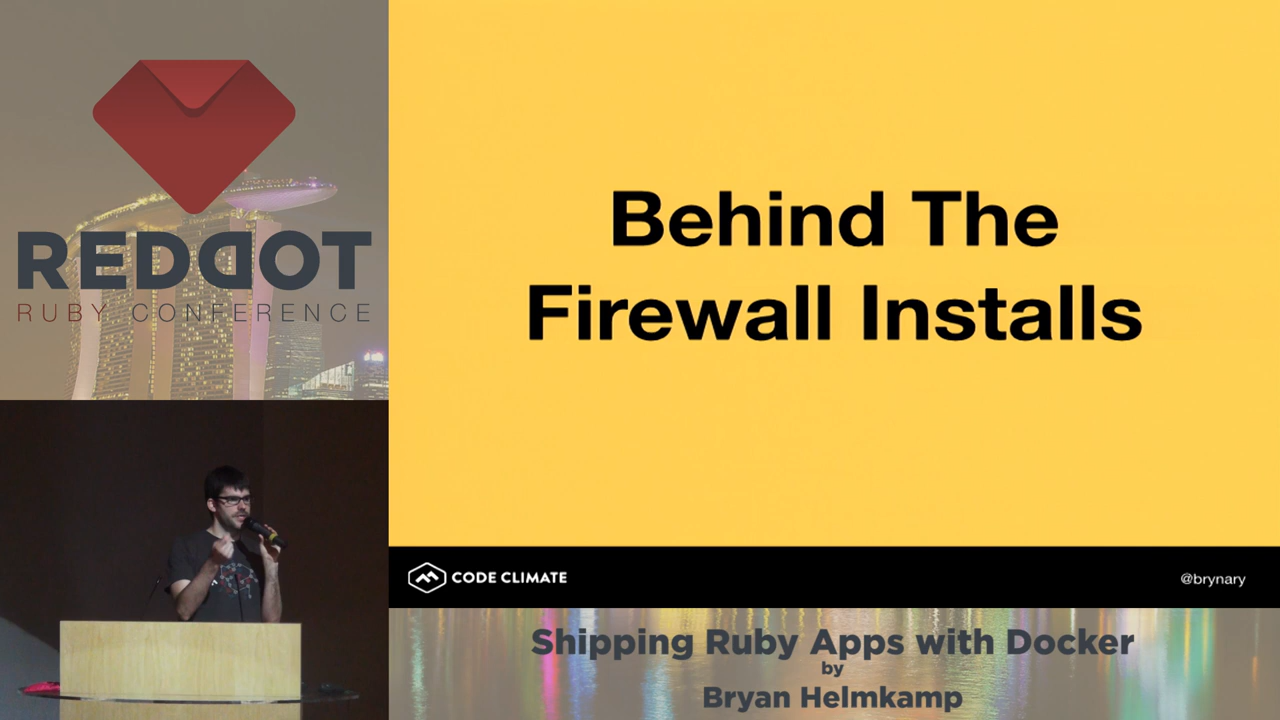 REDDOT
RUBY CONFERENCE
Behind The
Firewall Installs
CODE CLIMATE
@brynary
Shipping Ruby Apps with Docker
by
Bryan Helmkamp